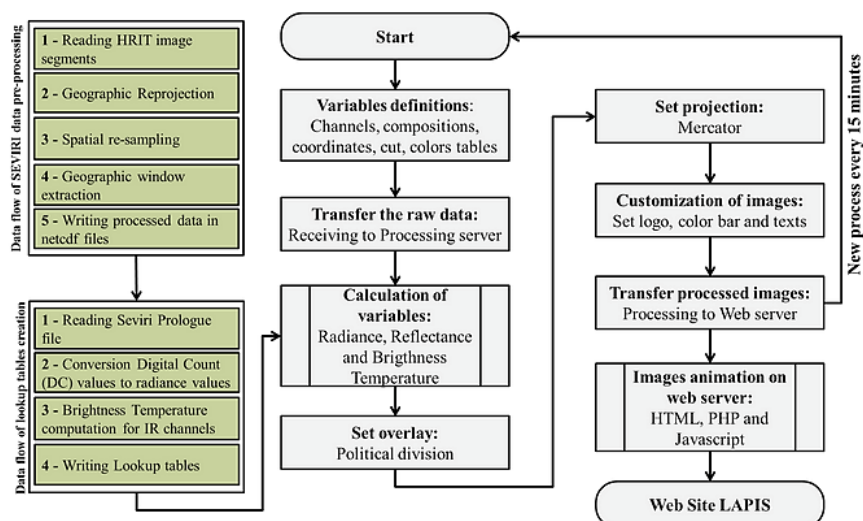 Data flow of SEVIRI data pre-processing
1 - Reading HRIT image
segments
2 - Geographic Reprojection
3 - Spatial re-sampling
4 - Geographic window
extraction
5 - Writing processed data in
netcdf files
Data flow of lookup tables creation
1 - Reading Seviri Prologue
file
2 - Conversion Digital Count
(DC) values to radiance values
3 - Brightness Temperature
computation for IR channels
4 - Writing Lookup tables
Start
Variables definitions:
Channels, compositions,
coordinates, cut, colors tables
Transfer the raw data:
Receiving to Processing server
Calculation of
variables:
Radiance, Reflectance
and Brigthness
Temperature
Set overlay:
Political division
Set projection:
Mercator
Customization of images:
Set logo, color bar and texts
Transfer processed images:
Processing to Web server
Images animation on
web server:
HTML, PHP and
Javascript
Web Site LAPIS
New process every 15 minutes